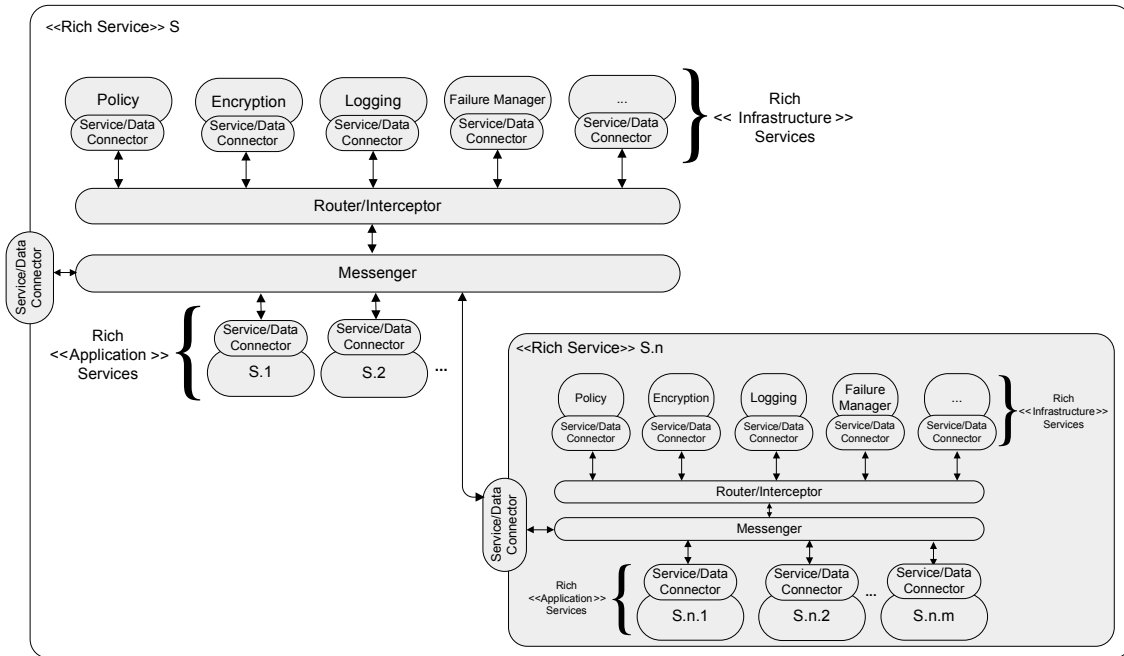 <<Rich Service>> S
Policy
Service/Data
Connector
Encryption
Service/Data
Connector
Logging
Service/Data
Connector
Failure Manager
Service/Data
Connector
...
Service/Data
Connector
Rich
<< Infrastructure >>
Services
Router/Interceptor
Service/Data
Connector
Messenger
Rich
<<Application >>
Services
Service/Data
Connector
S.1
Service/Data
Connector
S.2
...
<<Rich Service>> S.n
Policy
Service/Data
Connector
Encryption
Service/Data
Connector
Logging
Service/Data
Connector
Failure
Manager
Service/Data
Connector
...
Service/Data
Connector
Rich
<< Infrastructure>>
Services
Router/Interceptor
Service/Data
Connector
Messenger
Rich
<<Application >>
Services
Service/Data
Connector
S.n.1
Service/Data
Connector
S.n.2
...
Service/Data
Connector
S.n.m